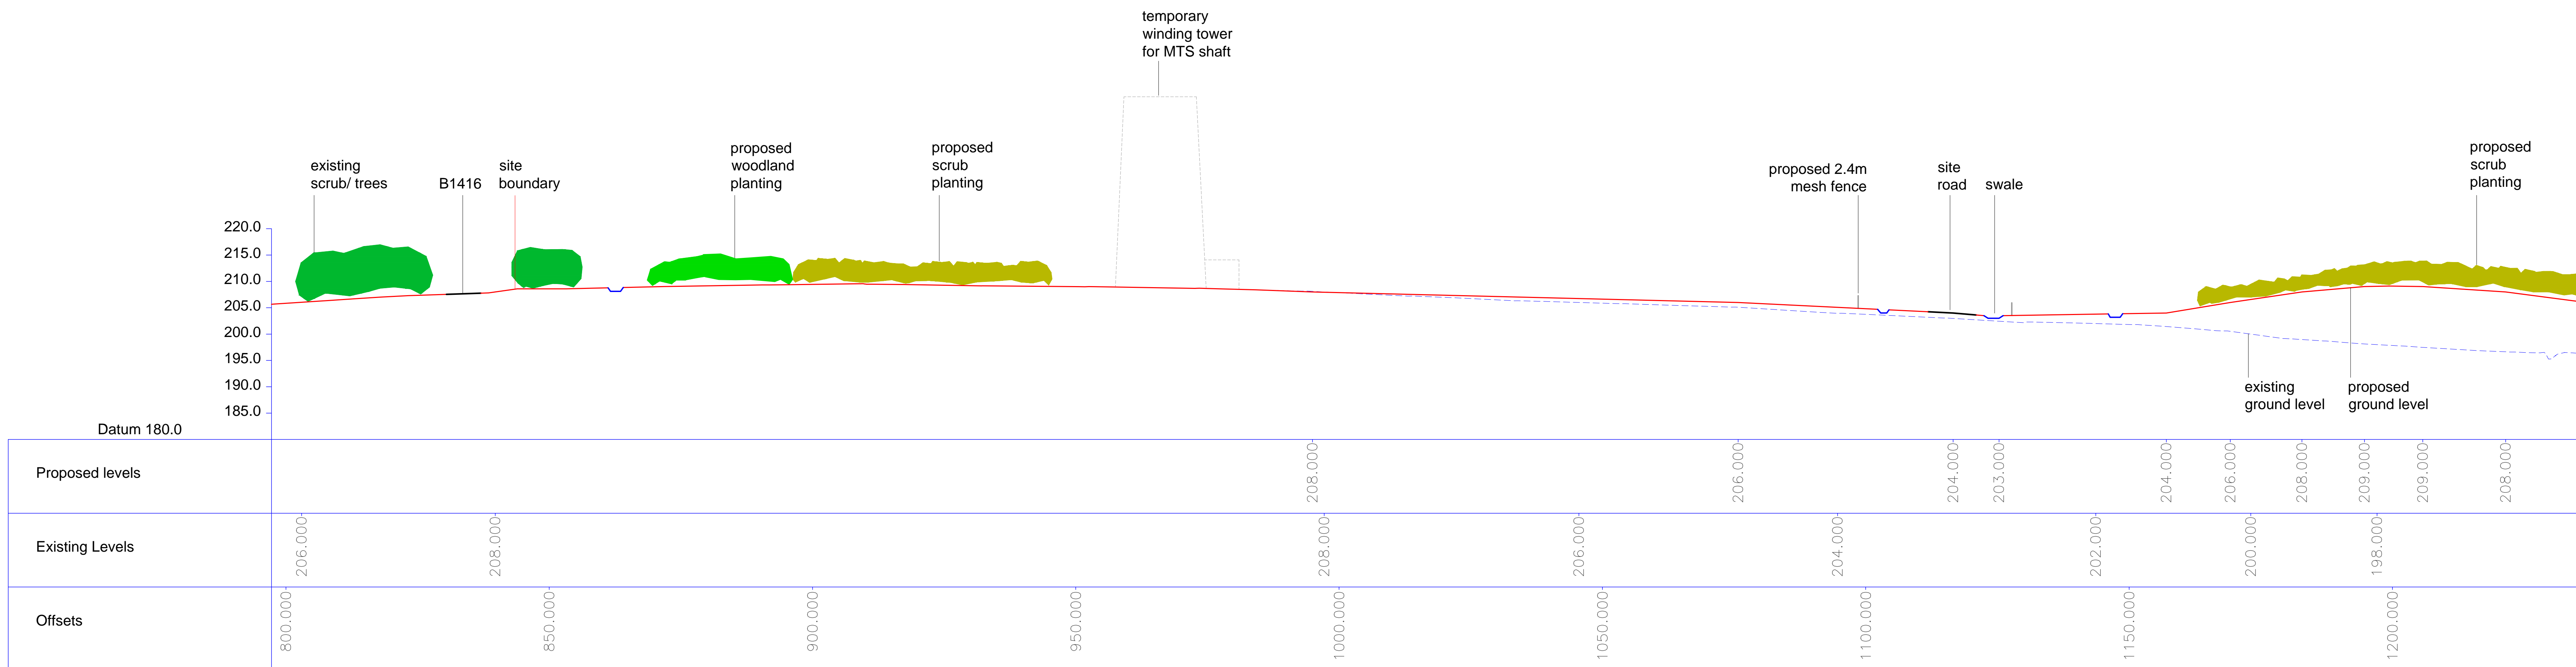 temporary
winding tower
for MTS shaft
existing
scrub/ trees
B1416
site
boundary
proposed
woodland
planting
proposed
scrub
planting
proposed 2.4m
mesh fence
site
road
swale
proposed
scrub
planting
220.0
215.0
210.0
205.0
200.0
195.0
190.0
185.0
existing
ground level
proposed
ground level
Datum 180.0
Proposed levels
208.000
206.000
204.000
203.000
204.000
206.000
208.000
209.000
209.000
208.000
Existing Levels
206.000
208.000
208.000
206.000
204.000
202.000
200.000
198.000
Offsets
800.000
850.000
900.000
950.000
1000.000
1050.000
1100.000
1150.000
1200.000